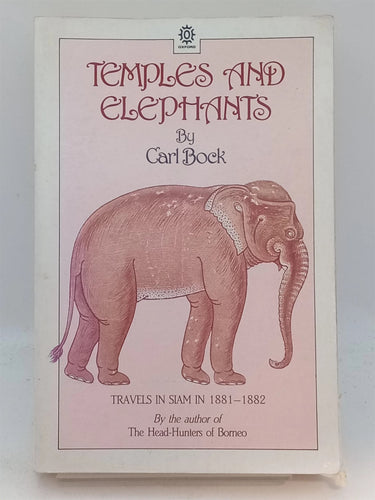 OXFORD
TEMPLES AND
ELEPHANTS
By
Carl Bock
TRAVELS IN SIAM IN 1881–1882
By the author of
The Head-Hunters of Borneo